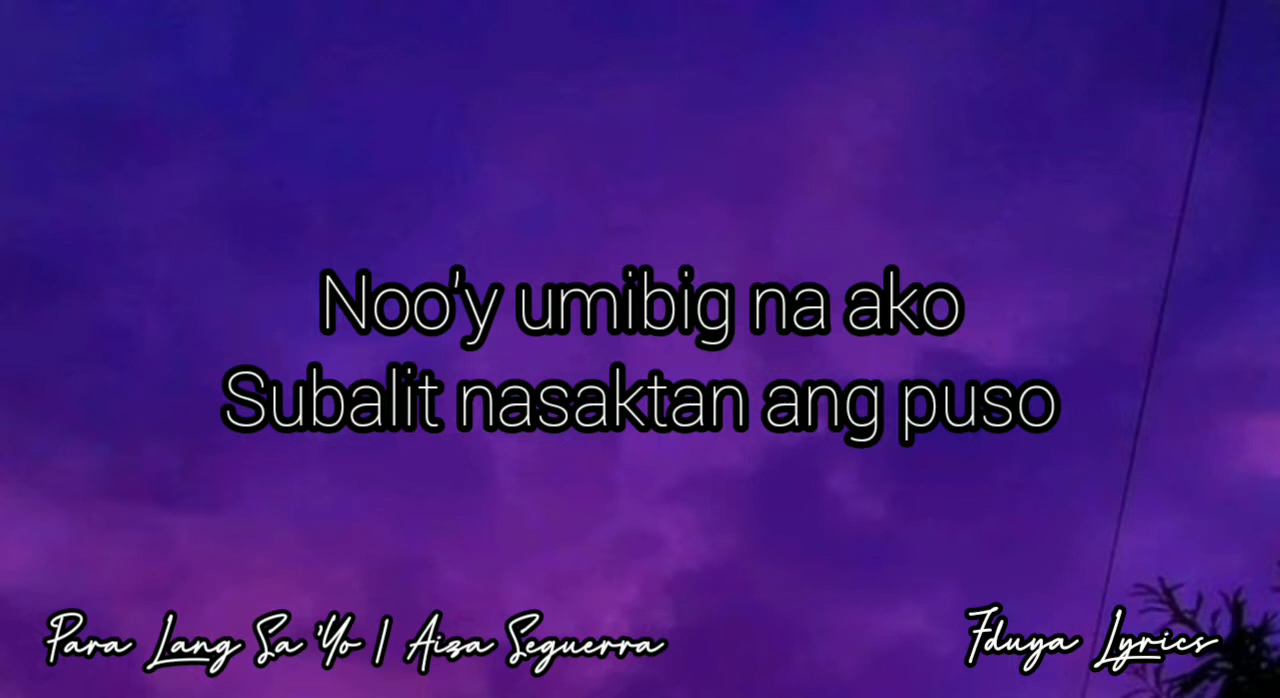 Noo'y umibig na ako
Subalit nasaktan ang puso
Para Lang Sa 'Yo | Aiza Seguerra
Fduya Lyrics